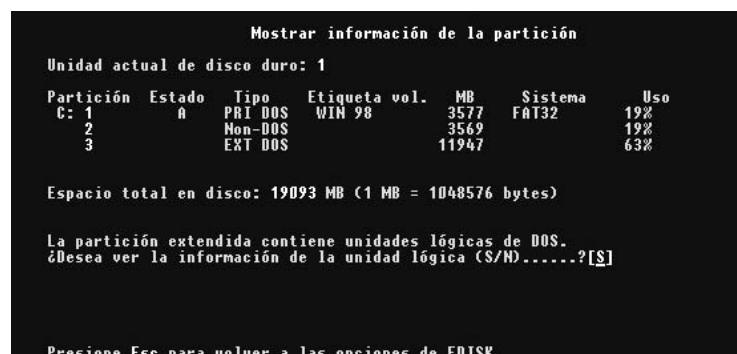 Mostrar información de la partición
Unidad actual de disco duro: 1
Partición Estado Tipo Etiqueta vol. MB Sistema Uso
C: 1 A PRI DOS WIN 98 3577 FAT32 19%
2 Non-DOS 3569 19%
3 EXT DOS 11947 63%
Espacio total en disco: 19093 MB (1 MB = 1048576 bytes)
La partición extendida contiene unidades lógicas de DOS.
¿Desea ver la información de la unidad lógica (S/N)......?[S]
Presione Esc para volver a las opciones de FDISK